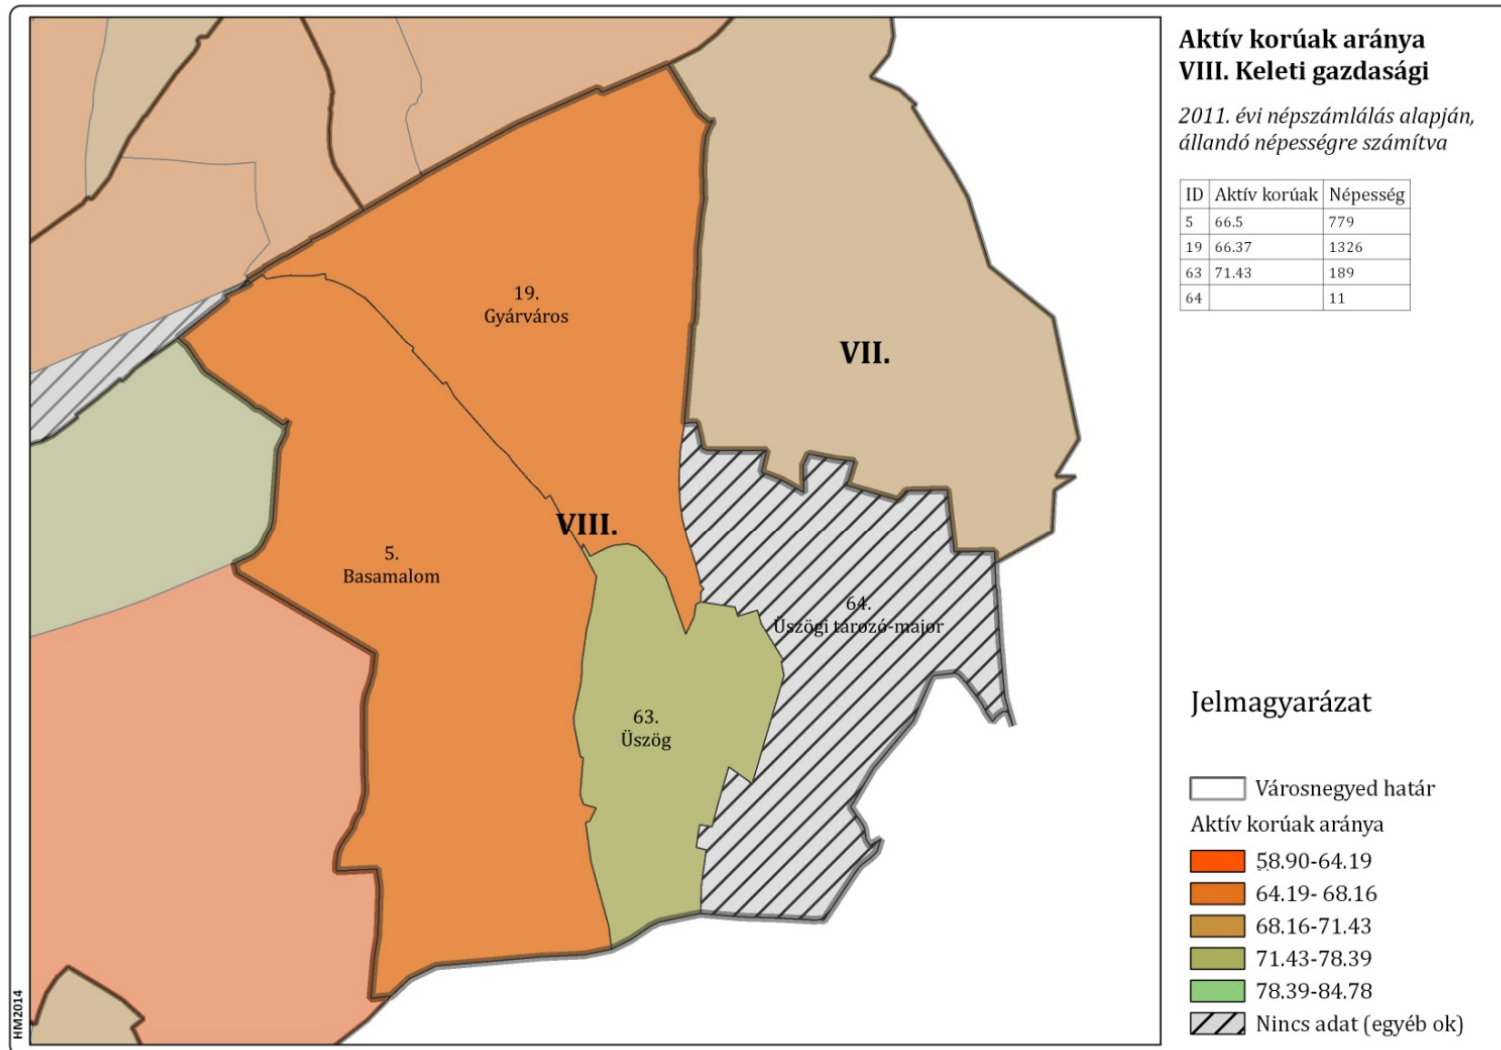 Aktív korúak aránya
VIII. Keleti gazdasági
2011. évi népszámlálás alapján,
állandó népességre számítva
ID Aktív korúak Népesség
5 66.5 779
19 66.37 1326
63 71.43 189
64 11
19.
Gyárváros
VII.
VIII.
5.
Basamalom
64.
Üszögi tározó-major
63.
Üszög
Jelmagyarázat
Városnegyed határ
Aktív korúak aránya
58.90-64.19
64.19- 68.16
68.16-71.43
71.43-78.39
78.39-84.78
Nincs adat (egyéb ok)
HM2014